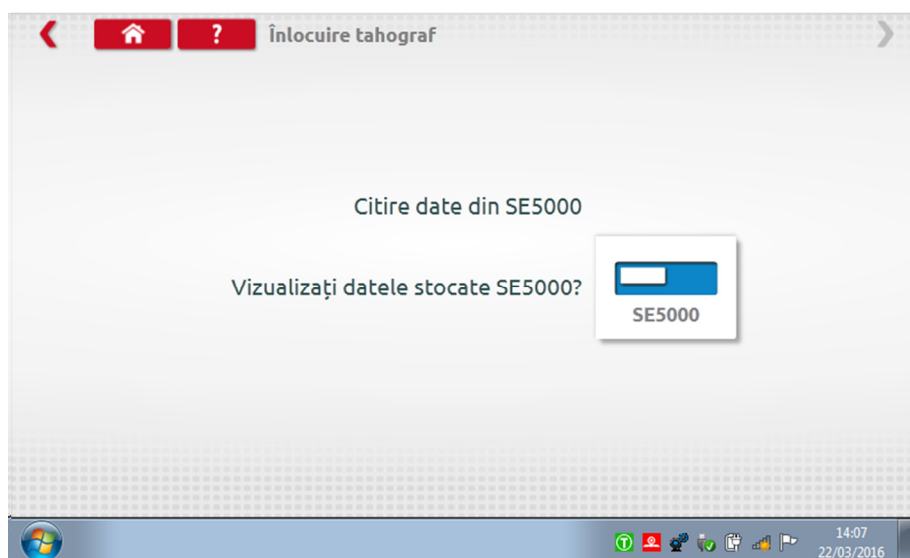 ? Înlocuire tahograf
Citire date din SE5000
Vizualizați datele stocate SE5000?
SE5000
14:07
22/03/2016